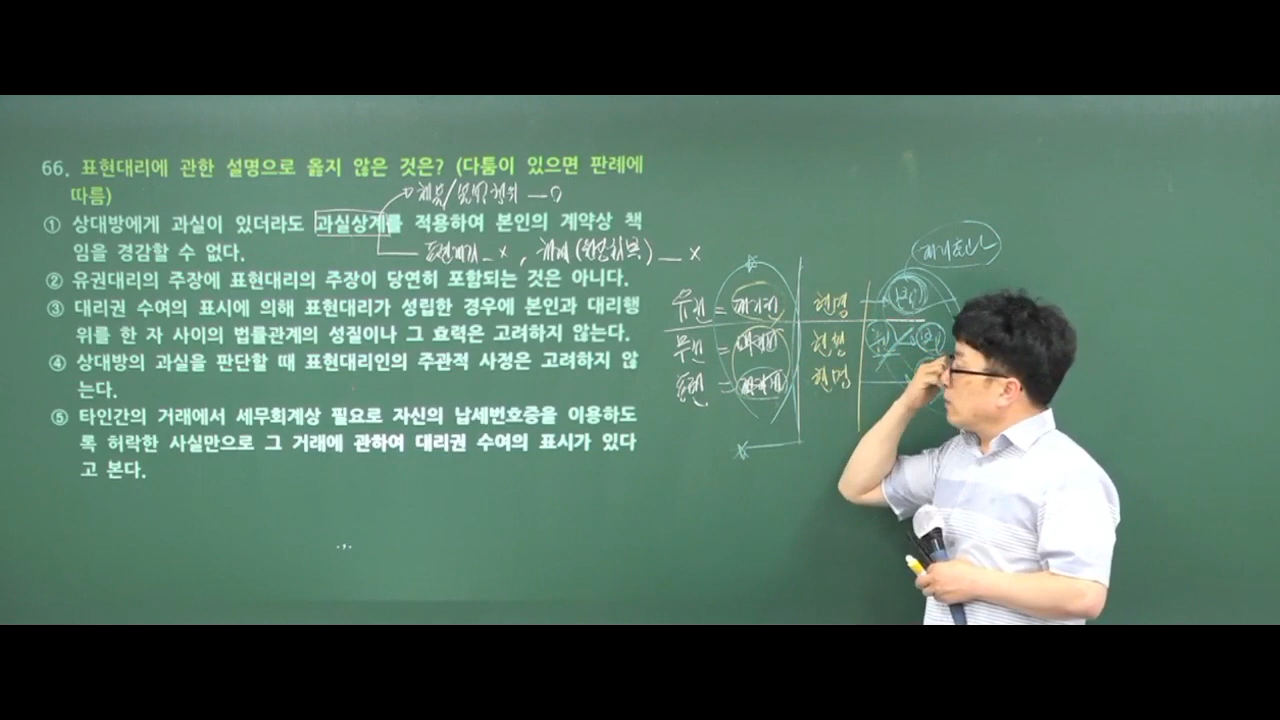 66. 표현대리에 관한 설명으로 옳지 않은 것은? (다툼이 있으면 판례에
따름)
① 상대방에게 과실이 있더라도 과실상계를 적용하여 본인의 계약상 책
임을 경감할 수 없다.
② 유권대리의 주장에 표현대리의 주장이 당연히 포함되는 것은 아니다.
③ 대리권 수여의 표시에 의해 표현대리가 성립한 경우에 본인과 대리행
위를 한 자 사이의 법률관계의 성질이나 그 효력은 고려하지 않는다.
④ 상대방의 과실을 판단할 때 표현대리인의 주관적 사정은 고려하지 않
는다.
⑤ 타인간의 거래에서 세무회계상 필요로 자신의 납세번호증을 이용하도
록 허락한 사실만으로 그 거래에 관하여 대리권 수여의 표시가 있다
고 본다.
유권 = 대리권 현명
무권 = 현명
표현 = 현명